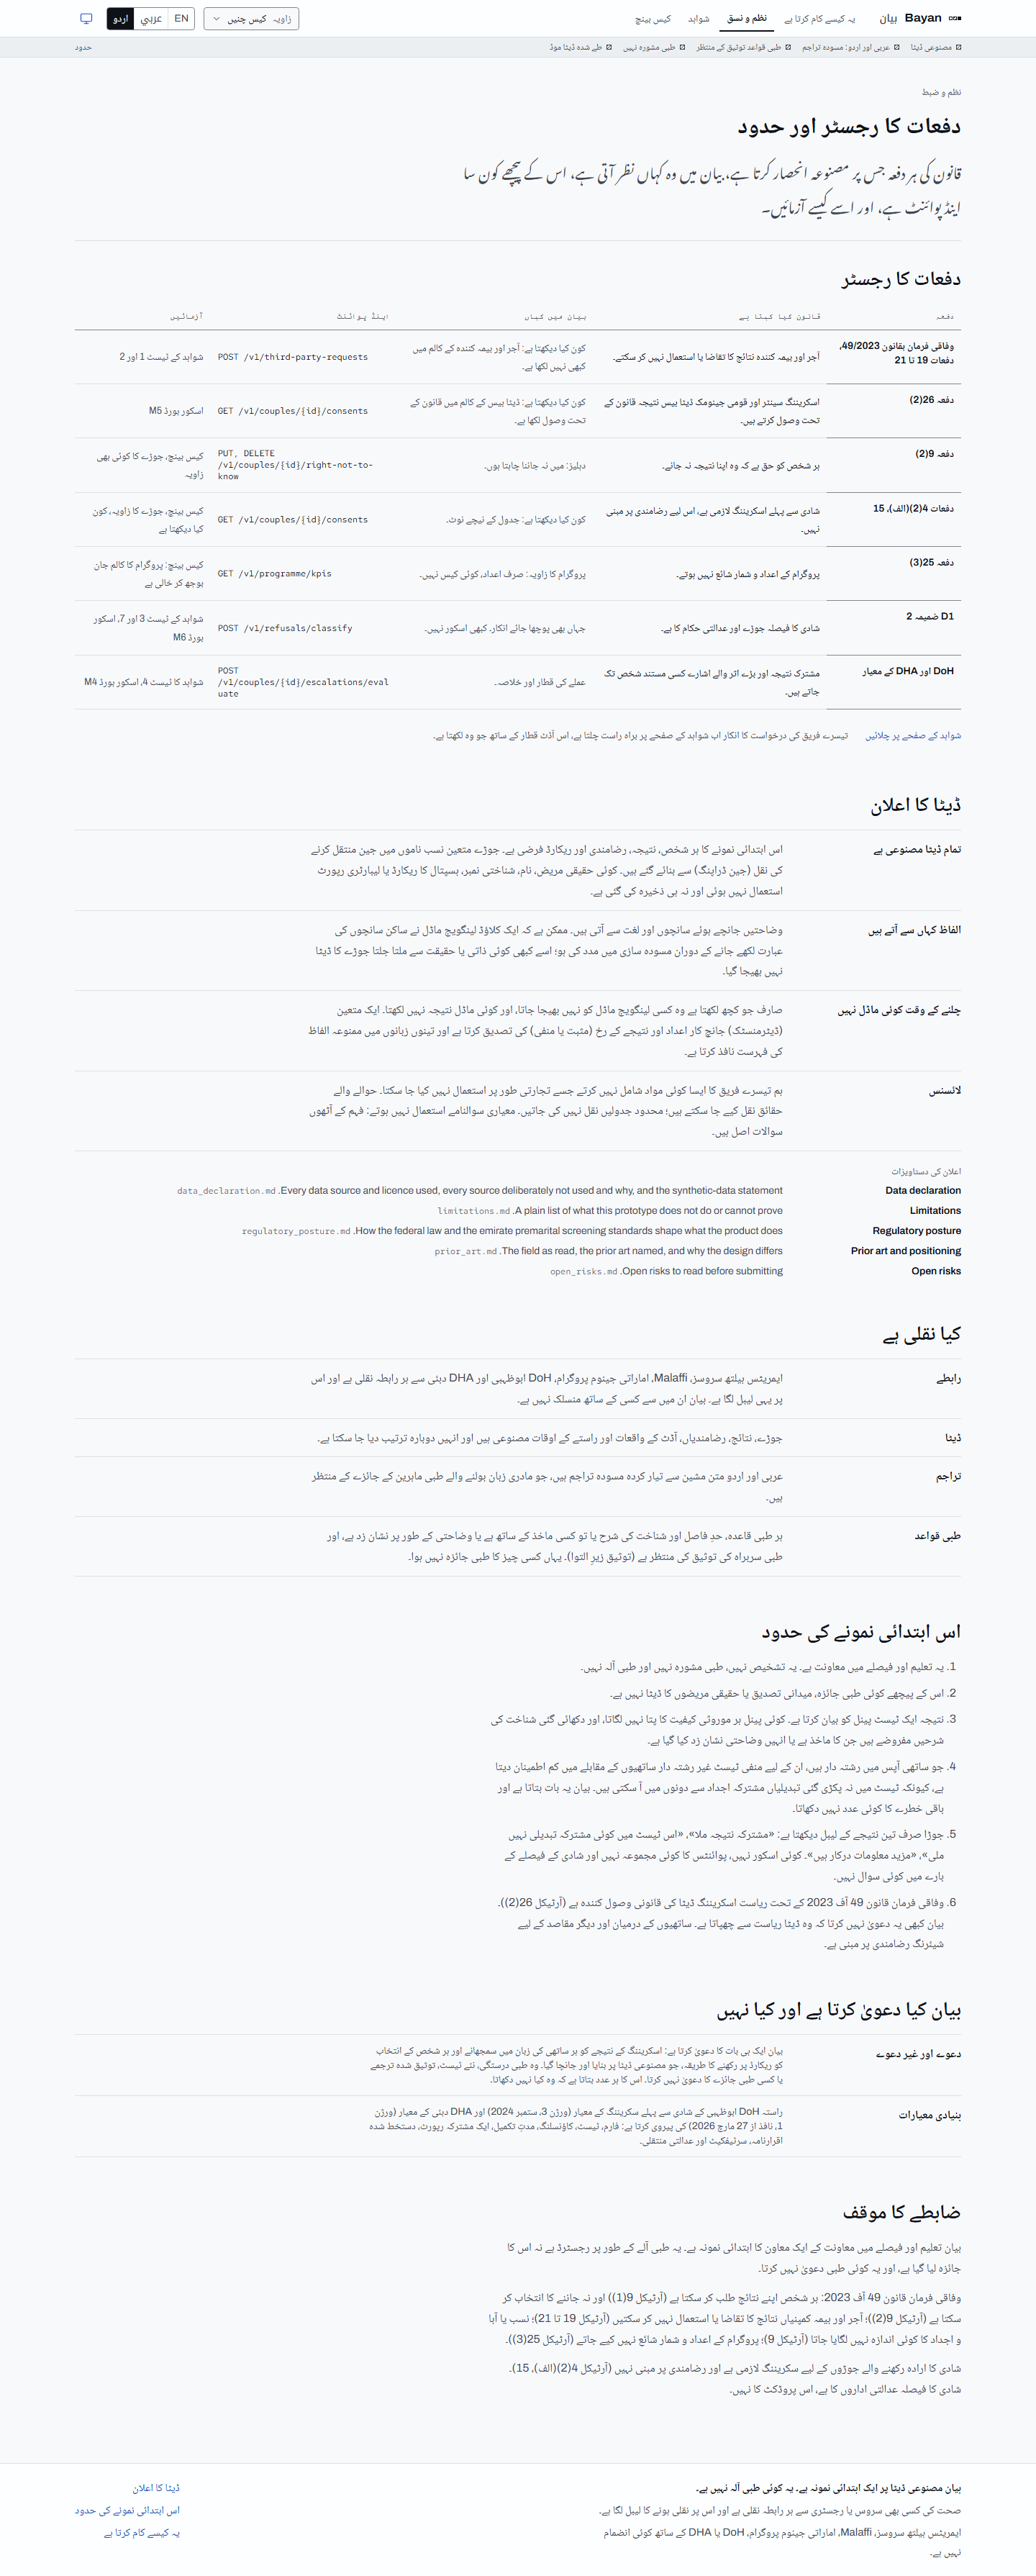 Bayan بیان
یہ کیسے کام کرتا ہے
نظم و نسق
شواہد
کیس بینچ
زاویہ کیس چنیں
EN
عربي
اردو
مصنوعی ڈیٹا
عربی اور اردو: مسودہ تراجم
طبی قواعد توثیق کے منتظر
طبی مشورہ نہیں
طے شدہ ڈیٹا موڈ
حدود
نظم و ضبط
دفعات کا رجسٹر اور حدود
قانون کی ہر دفعہ جس پر مصنوعہ انحصار کرتا ہے، بیان میں وہ کہاں نظر آتی ہے، اس کے پیچھے کون سا
اینڈ پوائنٹ ہے، اور اسے کیسے آزمائیں۔
دفعات کا رجسٹر
دفعہ
قانون کیا کہتا ہے
بیان میں کہاں
اینڈ پوائنٹ
آزمائیں
وفاقی فرمان بقانون 49/2023،
دفعات 19 تا 21
آجر اور بیمہ کنندہ نتائج کا تقاضا یا استعمال نہیں کر سکتے۔
کون کیا دیکھتا ہے: آجر اور بیمہ کنندہ کے کالم میں
کبھی نہیں لکھا ہے۔
POST /v1/third-party-requests
شواہد کے ٹیسٹ 1 اور 2
دفعہ 26(2)
اسکریننگ سینٹر اور قومی جینومک ڈیٹا بیس نتیجہ قانون کے
تحت وصول کرتے ہیں۔
کون کیا دیکھتا ہے: ڈیٹا بیس کے کالم میں قانون کے
تحت وصول لکھا ہے۔
GET /v1/couples/{id}/consents
اسکور بورڈ M5
دفعہ 9(2)
ہر شخص کو حق ہے کہ وہ اپنا نتیجہ نہ جانے۔
دہلیز: میں نہ جاننا چاہتا ہوں۔
PUT, DELETE
/v1/couples/{id}/right-not-to-
know
کیس بینچ، جوڑے کا کوئی بھی
زاویہ
دفعات 4(2)(الف)، 15
شادی سے پہلے اسکریننگ لازمی ہے، اس لیے رضامندی پر مبنی
نہیں۔
کون کیا دیکھتا ہے: جدول کے نیچے نوٹ۔
GET /v1/couples/{id}/consents
کیس بینچ، جوڑے کا زاویہ، کون
کیا دیکھتا ہے
دفعہ 25(3)
پروگرام کے اعداد و شمار شائع نہیں ہوتے۔
پروگرام کا زاویہ: صرف اعداد، کوئی کیس نہیں۔
GET /v1/programme/kpis
کیس بینچ: پروگرام کا کالم جان
بوجھ کر خالی ہے
D1 ضمیمہ 2
شادی کا فیصلہ جوڑے اور عدالتی حکام کا ہے۔
جہاں بھی پوچھا جائے انکار۔ کبھی اسکور نہیں۔
POST /v1/refusals/classify
شواہد کے ٹیسٹ 3 اور 7، اسکور
بورڈ M6
DoH اور DHA کے معیار
مشترک نتیجہ اور بڑے اثر والے اشارے کسی مستند شخص تک
جاتے ہیں۔
عملے کی قطار اور خلاصہ۔
POST
/v1/couples/{id}/escalations/eval
uate
شواہد کا ٹیسٹ 4، اسکور بورڈ M4
شواہد کے صفحے پر چلائیں
تیسرے فریق کی درخواست کا انکار اب شواہد کے صفحے پر براہ راست چلتا ہے، اس آڈٹ قطار کے ساتھ جو وہ لکھتا ہے۔
ڈیٹا کا اعلان
تمام ڈیٹا مصنوعی ہے
اس ابتدائی نمونے کا ہر شخص، نتیجہ، رضامندی اور ریکارڈ فرضی ہے۔ جوڑے متعین نسب ناموں میں جین منتقل کرنے
کی نقل (جین ڈراپنگ) سے بنائے گئے ہیں۔ کوئی حقیقی مریض، نام، شناختی نمبر، ہسپتال کا ریکارڈ یا لیبارٹری رپورٹ
استعمال نہیں ہوئی اور نہ ہی ذخیرہ کی گئی ہے۔
الفاظ کہاں سے آتے ہیں
وضاحتیں جانچے ہوئے سانچوں اور لغت سے آتی ہیں۔ ممکن ہے کہ ایک کلاؤڈ لینگویج ماڈل نے ساکن سانچوں کی
عبارت لکھے جانے کے دوران مسودہ سازی میں مدد کی ہو؛ اسے کبھی کوئی ذاتی یا حقیقت سے ملتا جلتا جوڑے کا ڈیٹا
نہیں بھیجا گیا۔
چلنے کے وقت کوئی ماڈل نہیں
صارف جو کچھ لکھتا ہے وہ کسی لینگویج ماڈل کو نہیں بھیجا جاتا، اور کوئی ماڈل نتیجہ نہیں لکھتا۔ ایک متعین
(ڈیٹرمنسٹک) جانچ کار اعداد اور نتیجے کے رخ (مثبت یا منفی) کی تصدیق کرتا ہے اور تینوں زبانوں میں ممنوعہ الفاظ
کی فہرست نافذ کرتا ہے۔
لائسنس
ہم تیسرے فریق کا ایسا کوئی مواد شامل نہیں کرتے جسے تجارتی طور پر استعمال نہیں کیا جا سکتا۔ حوالے والے
حقائق نقل کیے جا سکتے ہیں؛ محدود جدولیں نقل نہیں کی جاتیں۔ معیاری سوالنامے استعمال نہیں ہوتے: فہم کے آٹھوں
سوالات اصل ہیں۔
اعلان کی دستاویزات
Data declaration
Every data source and licence used, every source deliberately not used and why, and the synthetic-data statement. data_declaration.md
Limitations
A plain list of what this prototype does not do or cannot prove. limitations.md
Regulatory posture
How the federal law and the emirate premarital screening standards shape what the product does. regulatory_posture.md
Prior art and positioning
The field as read, the prior art named, and why the design differs. prior_art.md
Open risks
Open risks to read before submitting. open_risks.md
کیا نقلی ہے
رابطے
ایمریٹس ہیلتھ سروسز، Malaffi، اماراتی جینوم پروگرام، DoH ابوظہبی اور DHA دبئی سے ہر رابطہ نقلی ہے اور اس
پر یہی لیبل لگا ہے۔ بیان ان میں سے کسی کے ساتھ منسلک نہیں ہے۔
ڈیٹا
جوڑے، نتائج، رضامندیاں، آڈٹ کے واقعات اور راستے کے اوقات مصنوعی ہیں اور انہیں دوبارہ ترتیب دیا جا سکتا ہے۔
تراجم
عربی اور اردو متن مشین سے تیار کردہ مسودہ تراجم ہیں، جو مادری زبان بولنے والے طبی ماہرین کے جائزے کے منتظر
ہیں۔
طبی قواعد
ہر طبی قاعدہ، حدِ فاصل اور شناخت کی شرح یا تو کسی ماخذ کے ساتھ ہے یا وضاحتی کے طور پر نشان زد ہے، اور
طبی سربراہ کی توثیق کی منتظر ہے (توثیق زیرِ التوا)۔ یہاں کسی چیز کا طبی جائزہ نہیں ہوا۔
اس ابتدائی نمونے کی حدود
1. یہ تعلیم اور فیصلے میں معاونت ہے۔ یہ تشخیص نہیں، طبی مشورہ نہیں اور طبی آلہ نہیں۔
2. اس کے پیچھے کوئی طبی جائزہ، میدانی تصدیق یا حقیقی مریضوں کا ڈیٹا نہیں ہے۔
3. نتیجہ ایک ٹیسٹ پینل کو بیان کرتا ہے۔ کوئی پینل ہر موروثی کیفیت کا پتا نہیں لگاتا، اور دکھائی گئی شناخت کی
شرحیں مفروضے ہیں جن کا ماخذ ہے یا انہیں وضاحتی نشان زد کیا گیا ہے۔
4. جو ساتھی آپس میں رشتہ دار ہیں، ان کے لیے منفی ٹیسٹ غیر رشتہ دار ساتھیوں کے مقابلے میں کم اطمینان دیتا
ہے، کیونکہ ٹیسٹ میں نہ پکڑی گئی تبدیلیاں مشترکہ اجداد سے دونوں میں آ سکتی ہیں۔ بیان یہ بات بتاتا ہے اور
باقی خطرے کا کوئی عدد نہیں دکھاتا۔
5. جوڑا صرف تین نتیجے کے لیبل دیکھتا ہے: «مشترکہ نتیجہ ملا»، «اس ٹیسٹ میں کوئی مشترکہ تبدیلی نہیں
ملی»، «مزید معلومات درکار ہیں»۔ کوئی اسکور نہیں، پوائنٹس کا کوئی مجموعہ نہیں اور شادی کے فیصلے کے
بارے میں کوئی سوال نہیں۔
6. وفاقی فرمان قانون 49 آف 2023 کے تحت ریاست اسکریننگ ڈیٹا کی قانونی وصول کنندہ ہے (آرٹیکل 26(2))۔
بیان کبھی یہ دعویٰ نہیں کرتا کہ وہ ڈیٹا ریاست سے چھپاتا ہے۔ ساتھیوں کے درمیان اور دیگر مقاصد کے لیے
شیئرنگ رضامندی پر مبنی ہے۔
بیان کیا دعویٰ کرتا ہے اور کیا نہیں
دعوے اور غیر دعوے
بیان ایک ہی بات کا دعویٰ کرتا ہے: اسکریننگ کے نتیجے کو ہر ساتھی کی زبان میں سمجھانے اور ہر شخص کے انتخاب
کو ریکارڈ پر رکھنے کا طریقہ، جو مصنوعی ڈیٹا پر بنایا اور جانچا گیا۔ وہ طبی درستگی، نئے ٹیسٹ، توثیق شدہ ترجمے
یا کسی طبی جائزے کا دعویٰ نہیں کرتا۔ اس کا ہر عدد بتاتا ہے کہ وہ کیا نہیں دکھاتا۔
بنیادی معیارات
راستہ DoH ابوظہبی کے شادی سے پہلے سکریننگ کے معیار (ورژن 3، ستمبر 2024) اور DHA دبئی کے معیار (ورژن
1، نافذ از 27 مارچ 2026) کی پیروی کرتا ہے: فارم، ٹیسٹ، کاؤنسلنگ، مدتِ تکمیل، ایک مشترکہ رپورٹ، دستخط شدہ
اقرارنامہ، سرٹیفکیٹ اور عدالتی منتقلی۔
ضابطے کا موقف
بیان تعلیم اور فیصلے میں معاونت کے ایک معاون کا ابتدائی نمونہ ہے۔ یہ طبی آلے کے طور پر رجسٹرڈ ہے نہ اس کا
جائزہ لیا گیا ہے، اور یہ کوئی طبی دعویٰ نہیں کرتا۔
وفاقی فرمان قانون 49 آف 2023: ہر شخص اپنے نتائج طلب کر سکتا ہے (آرٹیکل 9(1)) اور نہ جاننے کا انتخاب کر
سکتا ہے (آرٹیکل 9(2))؛ آجر اور بیمہ کمپنیاں نتائج کا تقاضا یا استعمال نہیں کر سکتیں (آرٹیکل 19 تا 21)؛ نسب یا آبا
و اجداد کا کوئی اندازہ نہیں لگایا جاتا (آرٹیکل 9)؛ پروگرام کے اعداد و شمار شائع نہیں کیے جاتے (آرٹیکل 25(3))۔
شادی کا ارادہ رکھنے والے جوڑوں کے لیے سکریننگ لازمی ہے اور رضامندی پر مبنی نہیں (آرٹیکل 4(2)(الف)، 15)۔
شادی کا فیصلہ عدالتی اداروں کا ہے، اس پروڈکٹ کا نہیں۔
بیان مصنوعی ڈیٹا پر ایک ابتدائی نمونہ ہے۔ یہ کوئی طبی آلہ نہیں ہے۔
صحت کی کسی بھی سروس یا رجسٹری سے ہر رابطہ نقلی ہے اور اس پر نقلی ہونے کا لیبل لگا ہے۔
ایمریٹس ہیلتھ سروسز، Malaffi، اماراتی جینوم پروگرام، DoH یا DHA کے ساتھ کوئی انضمام
نہیں ہے۔
ڈیٹا کا اعلان
اس ابتدائی نمونے کی حدود
یہ کیسے کام کرتا ہے